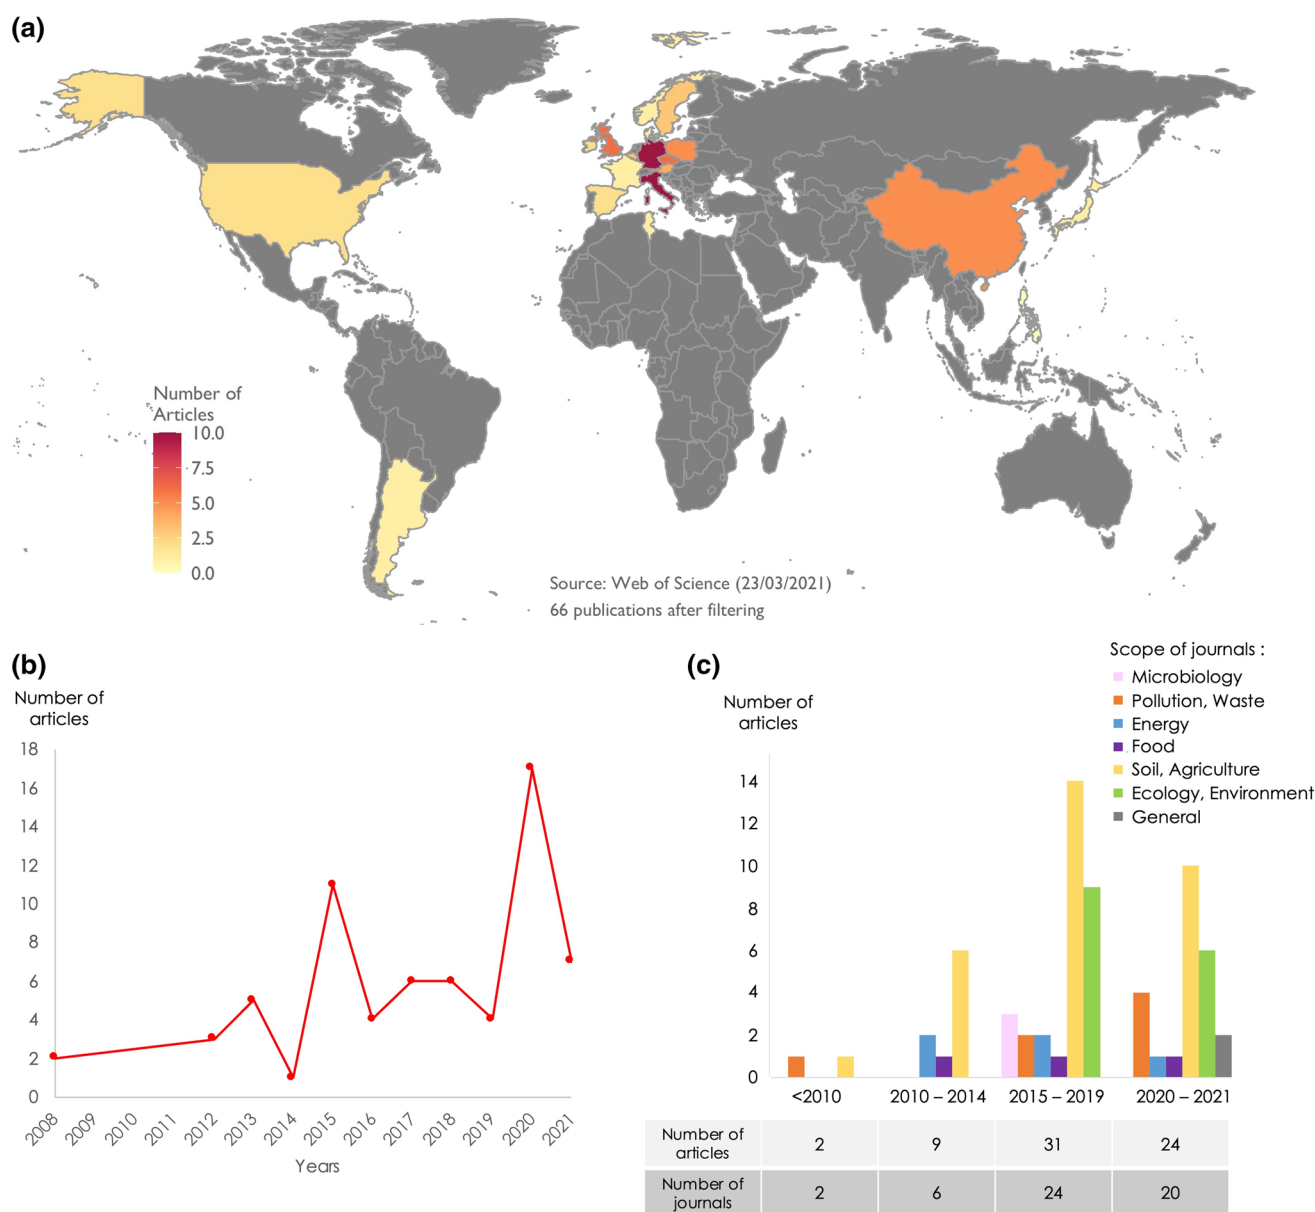 (a)
Number of
Articles
10.0
7.5
5.0
2.5
0.0
Source: Web of Science (23/03/2021)
66 publications after filtering
(b)
Number of
articles
18
16
14
12
10
8
6
4
2
0
2008 2009 2010 2011 2012 2013 2014 2015 2016 2017 2018 2019 2020 2021
Years
(c)
Scope of journals :
Microbiology
Pollution, Waste
Energy
Food
Soil, Agriculture
Ecology, Environment
General
Number of
articles
14
12
10
8
6
4
2
0
<2010 2010 – 2014 2015 – 2019 2020 – 2021
Number of
articles
2 9 31 24
Number of
journals
2 6 24 20